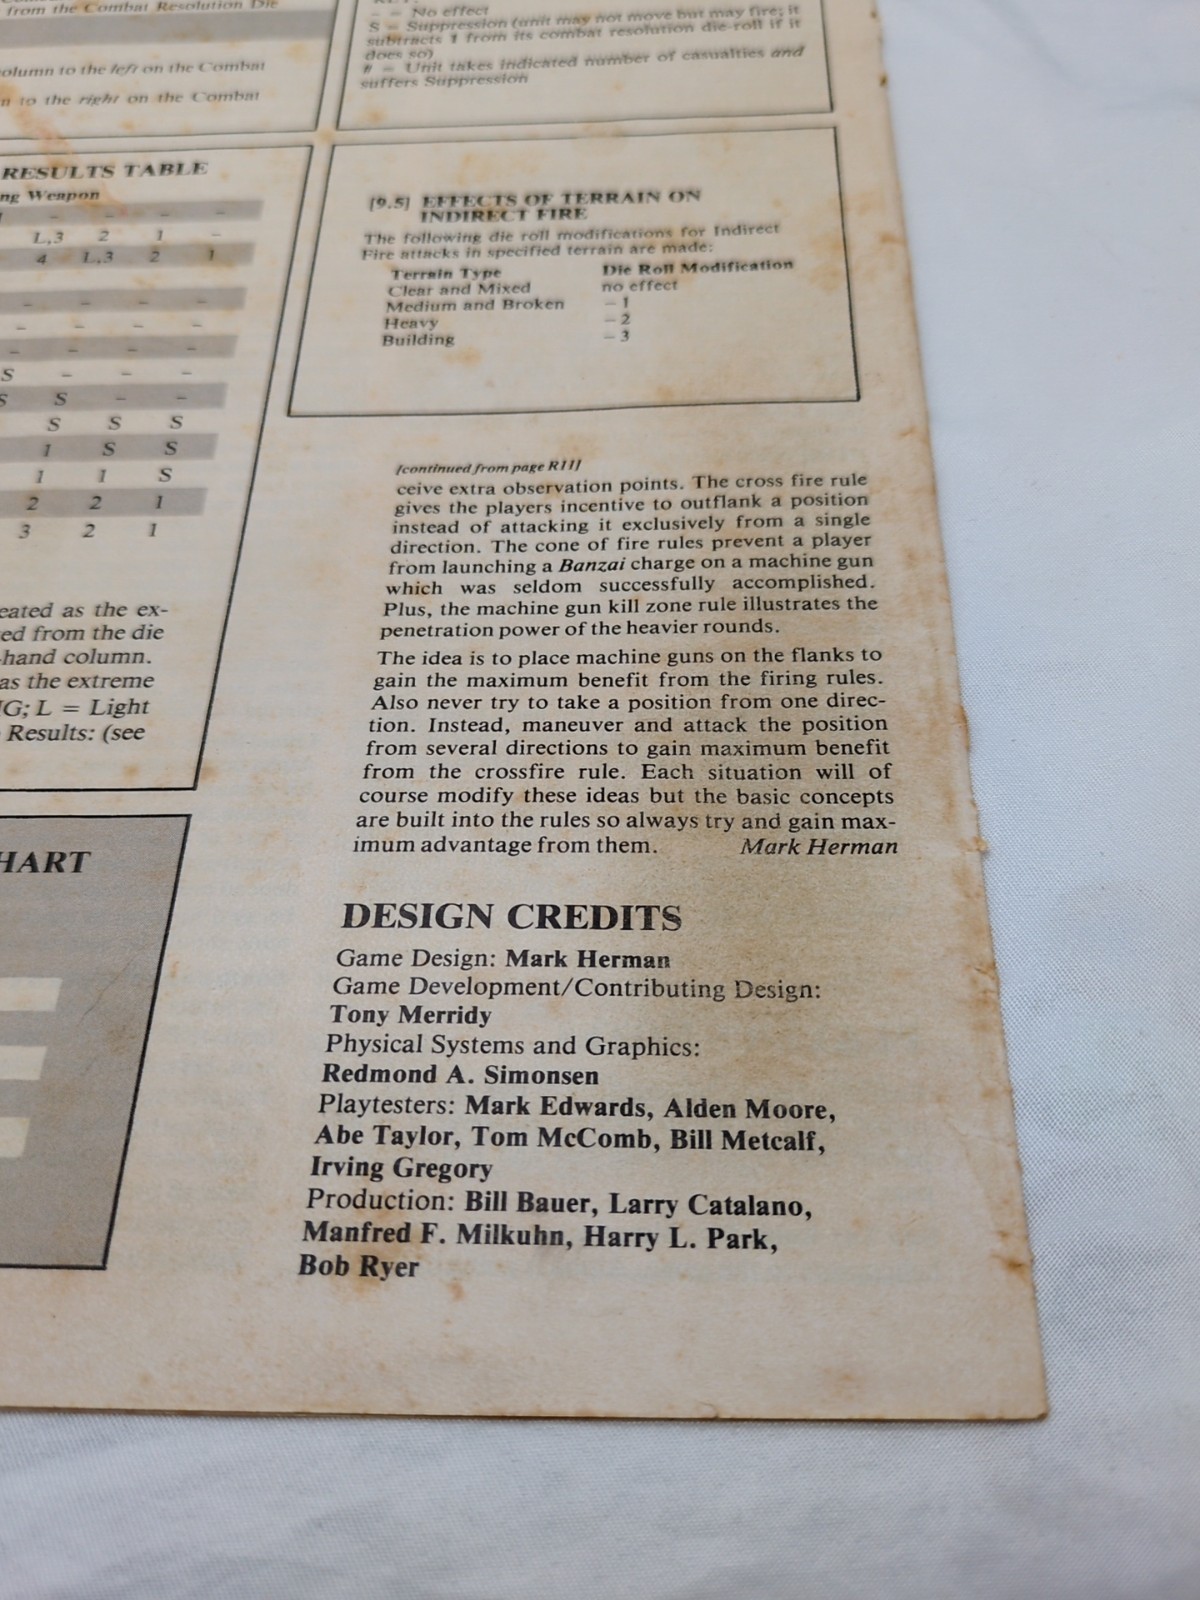 from the Combat Resolution Die
column to the left on the Combat
to the right on the Combat
– = No effect
S = Suppression (unit may not move but may fire; it
subtracts 1 from its combat resolution die-roll if it
does so)
# = Unit takes indicated number of casualties and
suffers Suppression
RESULTS TABLE
Weapon
– – – –
L,3 2 1 –
4 L,3 2 1
– – – –
– – – –
– – – –
S – – –
S S – –
S S S
1 S S
1 1 S
2 2 1
3 2 1
eated as the ex-
ed from the die
-hand column.
as the extreme
G; L = Light
Results: (see
HART
[9.5] EFFECTS OF TERRAIN ON
INDIRECT FIRE
The following die roll modifications for Indirect
Fire attacks in specified terrain are made:
Terrain Type Die Roll Modification
Clear and Mixed no effect
Medium and Broken – 1
Heavy – 2
Building – 3
[continued from page R11]
ceive extra observation points. The cross fire rule
gives the players incentive to outflank a position
instead of attacking it exclusively from a single
direction. The cone of fire rules prevent a player
from launching a Banzai charge on a machine gun
which was seldom successfully accomplished.
Plus, the machine gun kill zone rule illustrates the
penetration power of the heavier rounds.
The idea is to place machine guns on the flanks to
gain the maximum benefit from the firing rules.
Also never try to take a position from one direc-
tion. Instead, maneuver and attack the position
from several directions to gain maximum benefit
from the crossfire rule. Each situation will of
course modify these ideas but the basic concepts
are built into the rules so always try and gain max-
imum advantage from them. Mark Herman
DESIGN CREDITS
Game Design: Mark Herman
Game Development/Contributing Design:
Tony Merridy
Physical Systems and Graphics:
Redmond A. Simonsen
Playtesters: Mark Edwards, Alden Moore,
Abe Taylor, Tom McComb, Bill Metcalf,
Irving Gregory
Production: Bill Bauer, Larry Catalano,
Manfred F. Milkuhn, Harry L. Park,
Bob Ryer